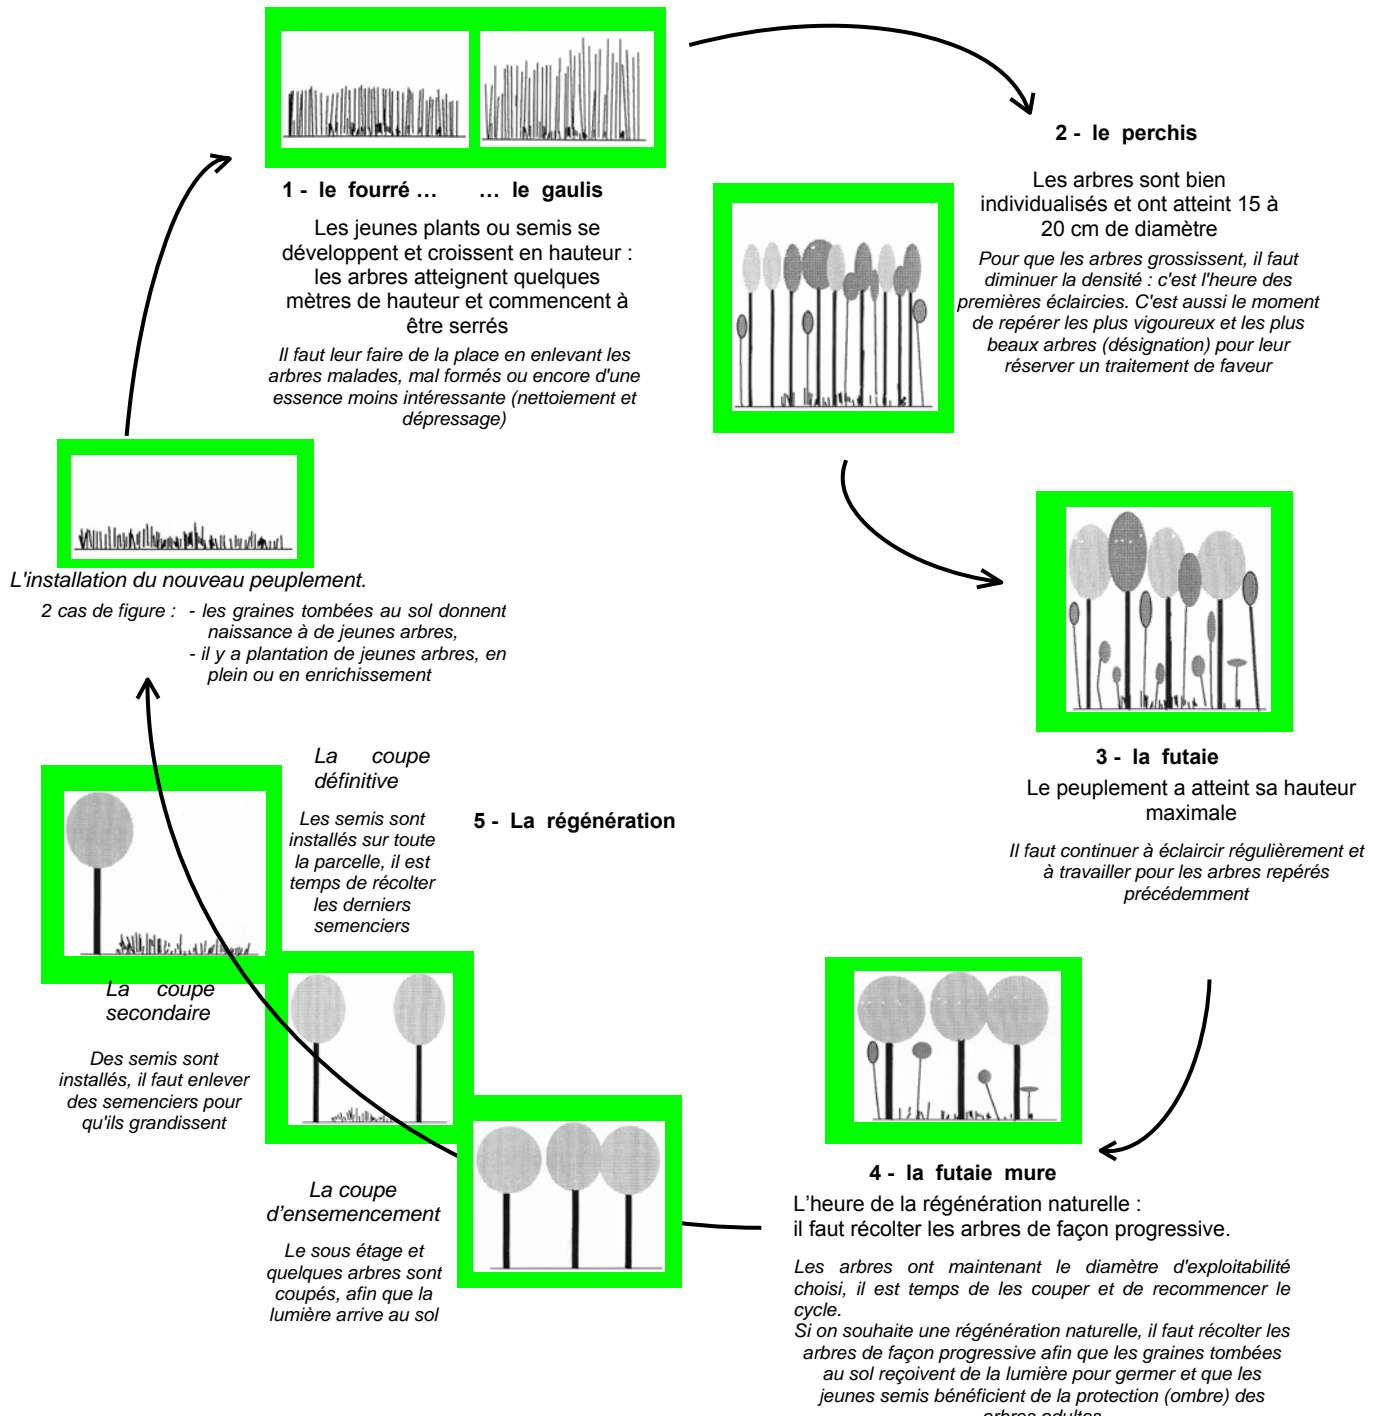 1 - le fourré ... ... le gaulis
Les jeunes plants ou semis se
développent et croissent en hauteur :
les arbres atteignent quelques
mètres de hauteur et commencent à
être serrés
Il faut leur faire de la place en enlevant les
arbres malades, mal formés ou encore d'une
essence moins intéressante (nettoiement et
dépressage)
2 - le perchis
Les arbres sont bien
individualisés et ont atteint 15 à
20 cm de diamètre
Pour que les arbres grossissent, il faut
diminuer la densité : c'est l'heure des
premières éclaircies. C'est aussi le moment
de repérer les plus vigoureux et les plus
beaux arbres (désignation) pour leur
réserver un traitement de faveur
3 - la futaie
Le peuplement a atteint sa hauteur
maximale
Il faut continuer à éclaircir régulièrement et
à travailler pour les arbres repérés
précédemment
4 - la futaie mure
L'heure de la régénération naturelle :
il faut récolter les arbres de façon progressive.
Les arbres ont maintenant le diamètre d'exploitabilité
choisi, il est temps de les couper et de recommencer le
cycle.
Si on souhaite une régénération naturelle, il faut récolter les
arbres de façon progressive afin que les graines tombées
au sol reçoivent de la lumière pour germer et que les
jeunes semis bénéficient de la protection (ombre) des
arbres adultes
5 - La régénération
La coupe
d'ensemencement
Le sous étage et
quelques arbres sont
coupés, afin que la
lumière arrive au sol
La coupe
secondaire
Des semis sont
installés, il faut enlever
des semenciers pour
qu'ils grandissent
La coupe
définitive
Les semis sont
installés sur toute
la parcelle, il est
temps de récolter
les derniers
semenciers
L'installation du nouveau peuplement.
2 cas de figure : - les graines tombées au sol donnent
naissance à de jeunes arbres,
- il y a plantation de jeunes arbres, en
plein ou en enrichissement